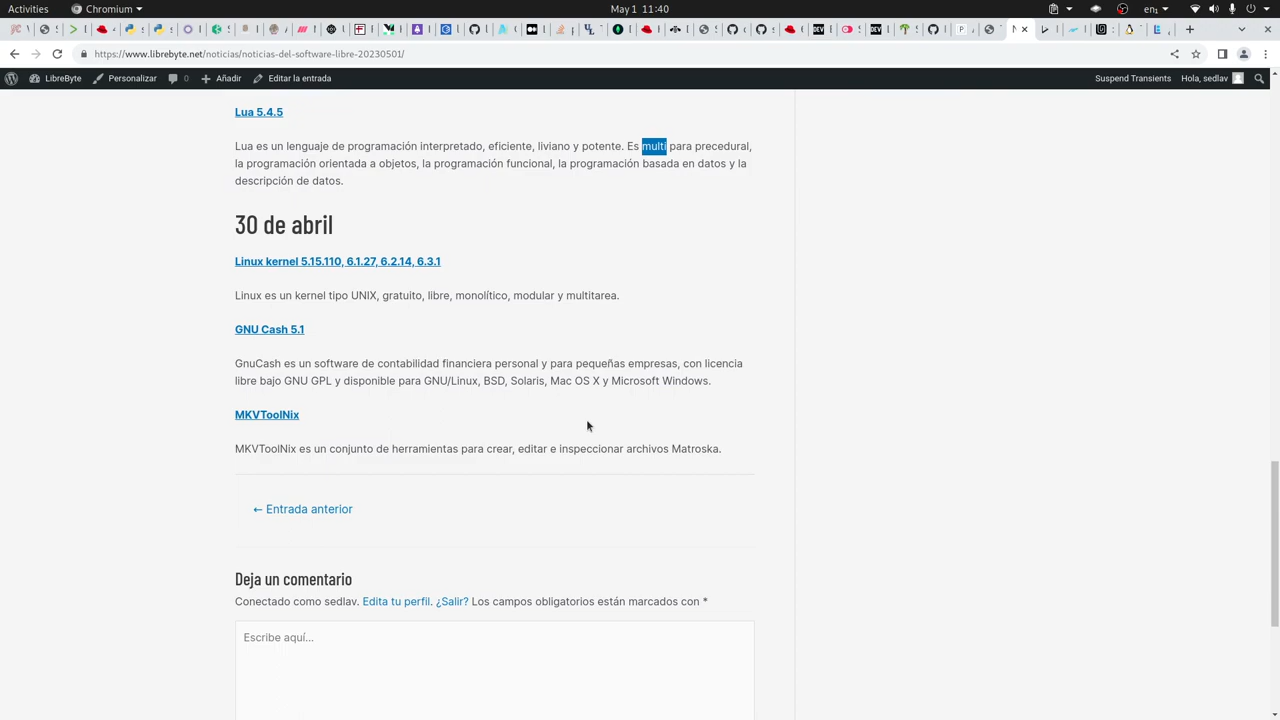 Activities
Chromium
May 1 11:40
en
https://www.librebyte.net/noticias/noticias-del-software-libre-20230501/
LibreByte
Personalizar
0
Añadir
Editar la entrada
Suspend Transients
Hola, sedlav
Lua 5.4.5
Lua es un lenguaje de programación interpretado, eficiente, liviano y potente. Es multi para precedural,
la programación orientada a objetos, la programación funcional, la programación basada en datos y la
descripción de datos.
30 de abril
Linux kernel 5.15.110, 6.1.27, 6.2.14, 6.3.1
Linux es un kernel tipo UNIX, gratuito, libre, monolítico, modular y multitarea.
GNU Cash 5.1
GnuCash es un software de contabilidad financiera personal y para pequeñas empresas, con licencia
libre bajo GNU GPL y disponible para GNU/Linux, BSD, Solaris, Mac OS X y Microsoft Windows.
MKVToolNix
MKVToolNix es un conjunto de herramientas para crear, editar e inspeccionar archivos Matroska.
← Entrada anterior
Deja un comentario
Conectado como sedlav. Edita tu perfil. ¿Salir? Los campos obligatorios están marcados con *
Escribe aquí...